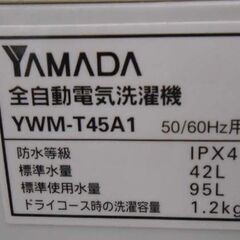 YAMADA
全自動電気洗濯機
YWM-T45A1 50/60Hz用
防水等級 IPX4
標準水量 42L
標準使用水量 95L
ドライコース時の洗濯容量 1.2kg